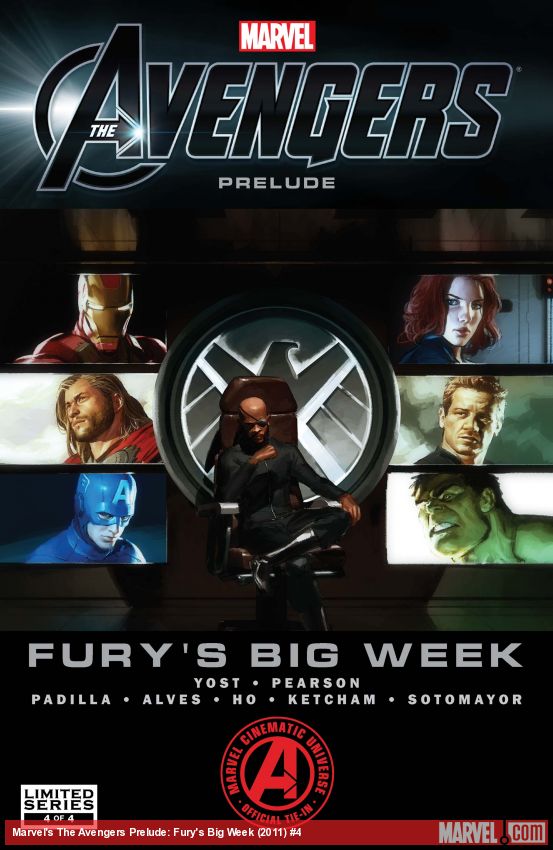 MARVEL
THE AVENGERS®
PRELUDE
A
FURY'S BIG WEEK
YOST • PEARSON
PADILLA • ALVES • HO • KETCHAM • SOTOMAYOR
MARVEL CINEMATIC UNIVERSE
A
• OFFICIAL TIE-IN •
LIMITED
SERIES
4 OF 4
Marvel's The Avengers Prelude: Fury's Big Week (2011) #4
MARVEL.COM